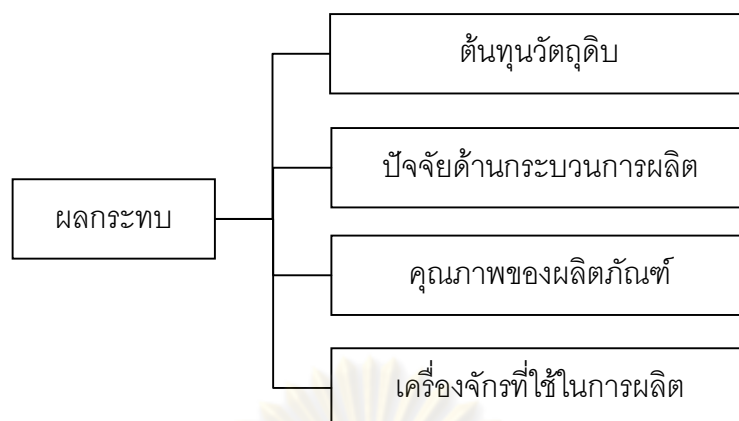 ต้นทุนวัตถุดิบ
ปัจจัยด้านกระบวนการผลิต
ผลกระทบ
คุณภาพของผลิตภัณฑ์
เครื่องจักรที่ใช้ในการผลิต